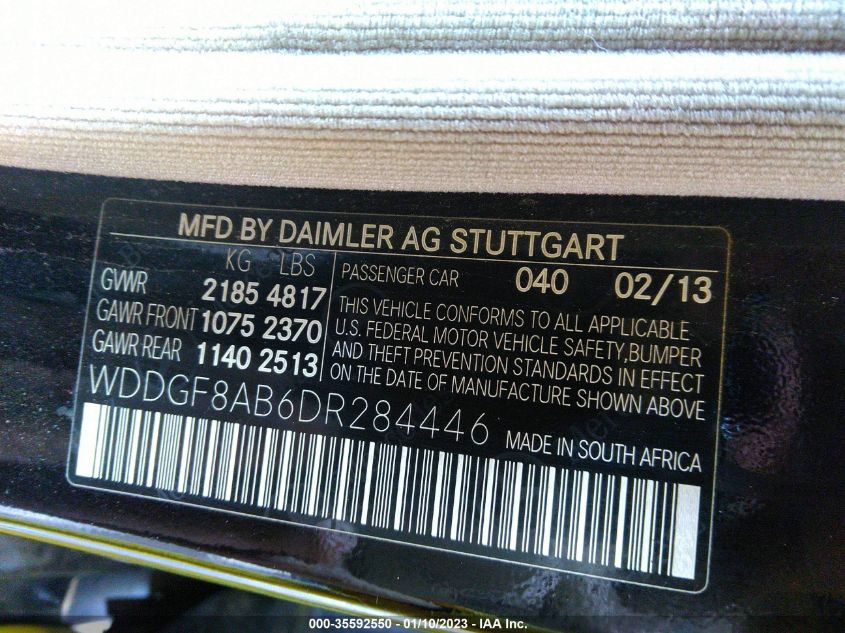 MFD BY DAIMLER AG STUTTGART
KG LBS
GVWR 2185 4817
GAWR FRONT 1075 2370
GAWR REAR 1140 2513
PASSENGER CAR 040 02/13
THIS VEHICLE CONFORMS TO ALL APPLICABLE
U.S. FEDERAL MOTOR VEHICLE SAFETY,BUMPER
AND THEFT PREVENTION STANDARDS IN EFFECT
ON THE DATE OF MANUFACTURE SHOWN ABOVE
WDDGF8AB6DR284446 MADE IN SOUTH AFRICA
000-35592550 - 01/10/2023 - © IAA Inc.